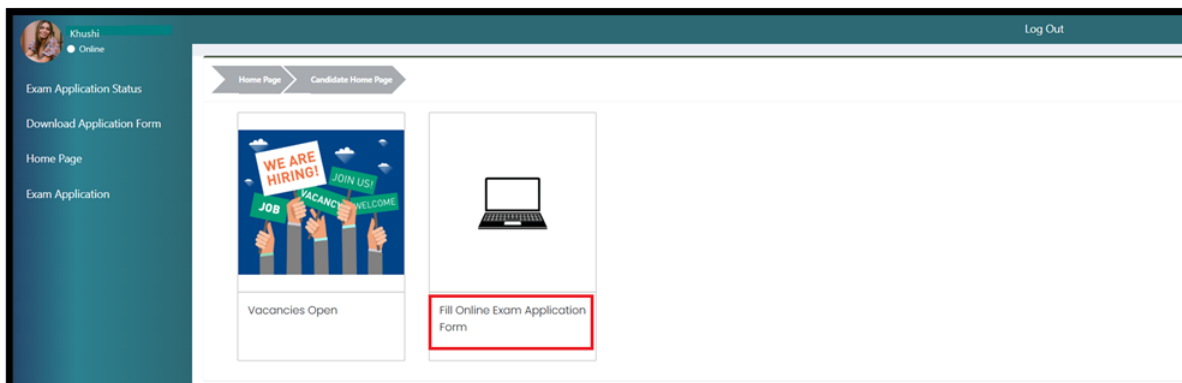 Khushi
Online
Log Out
Exam Application Status
Download Application Form
Home Page
Exam Application
Home Page
Candidate Home Page
WE ARE
HIRING!
JOIN US!
JOB
VACANCY
WELCOME
Vacancies Open
Fill Online Exam Application
Form